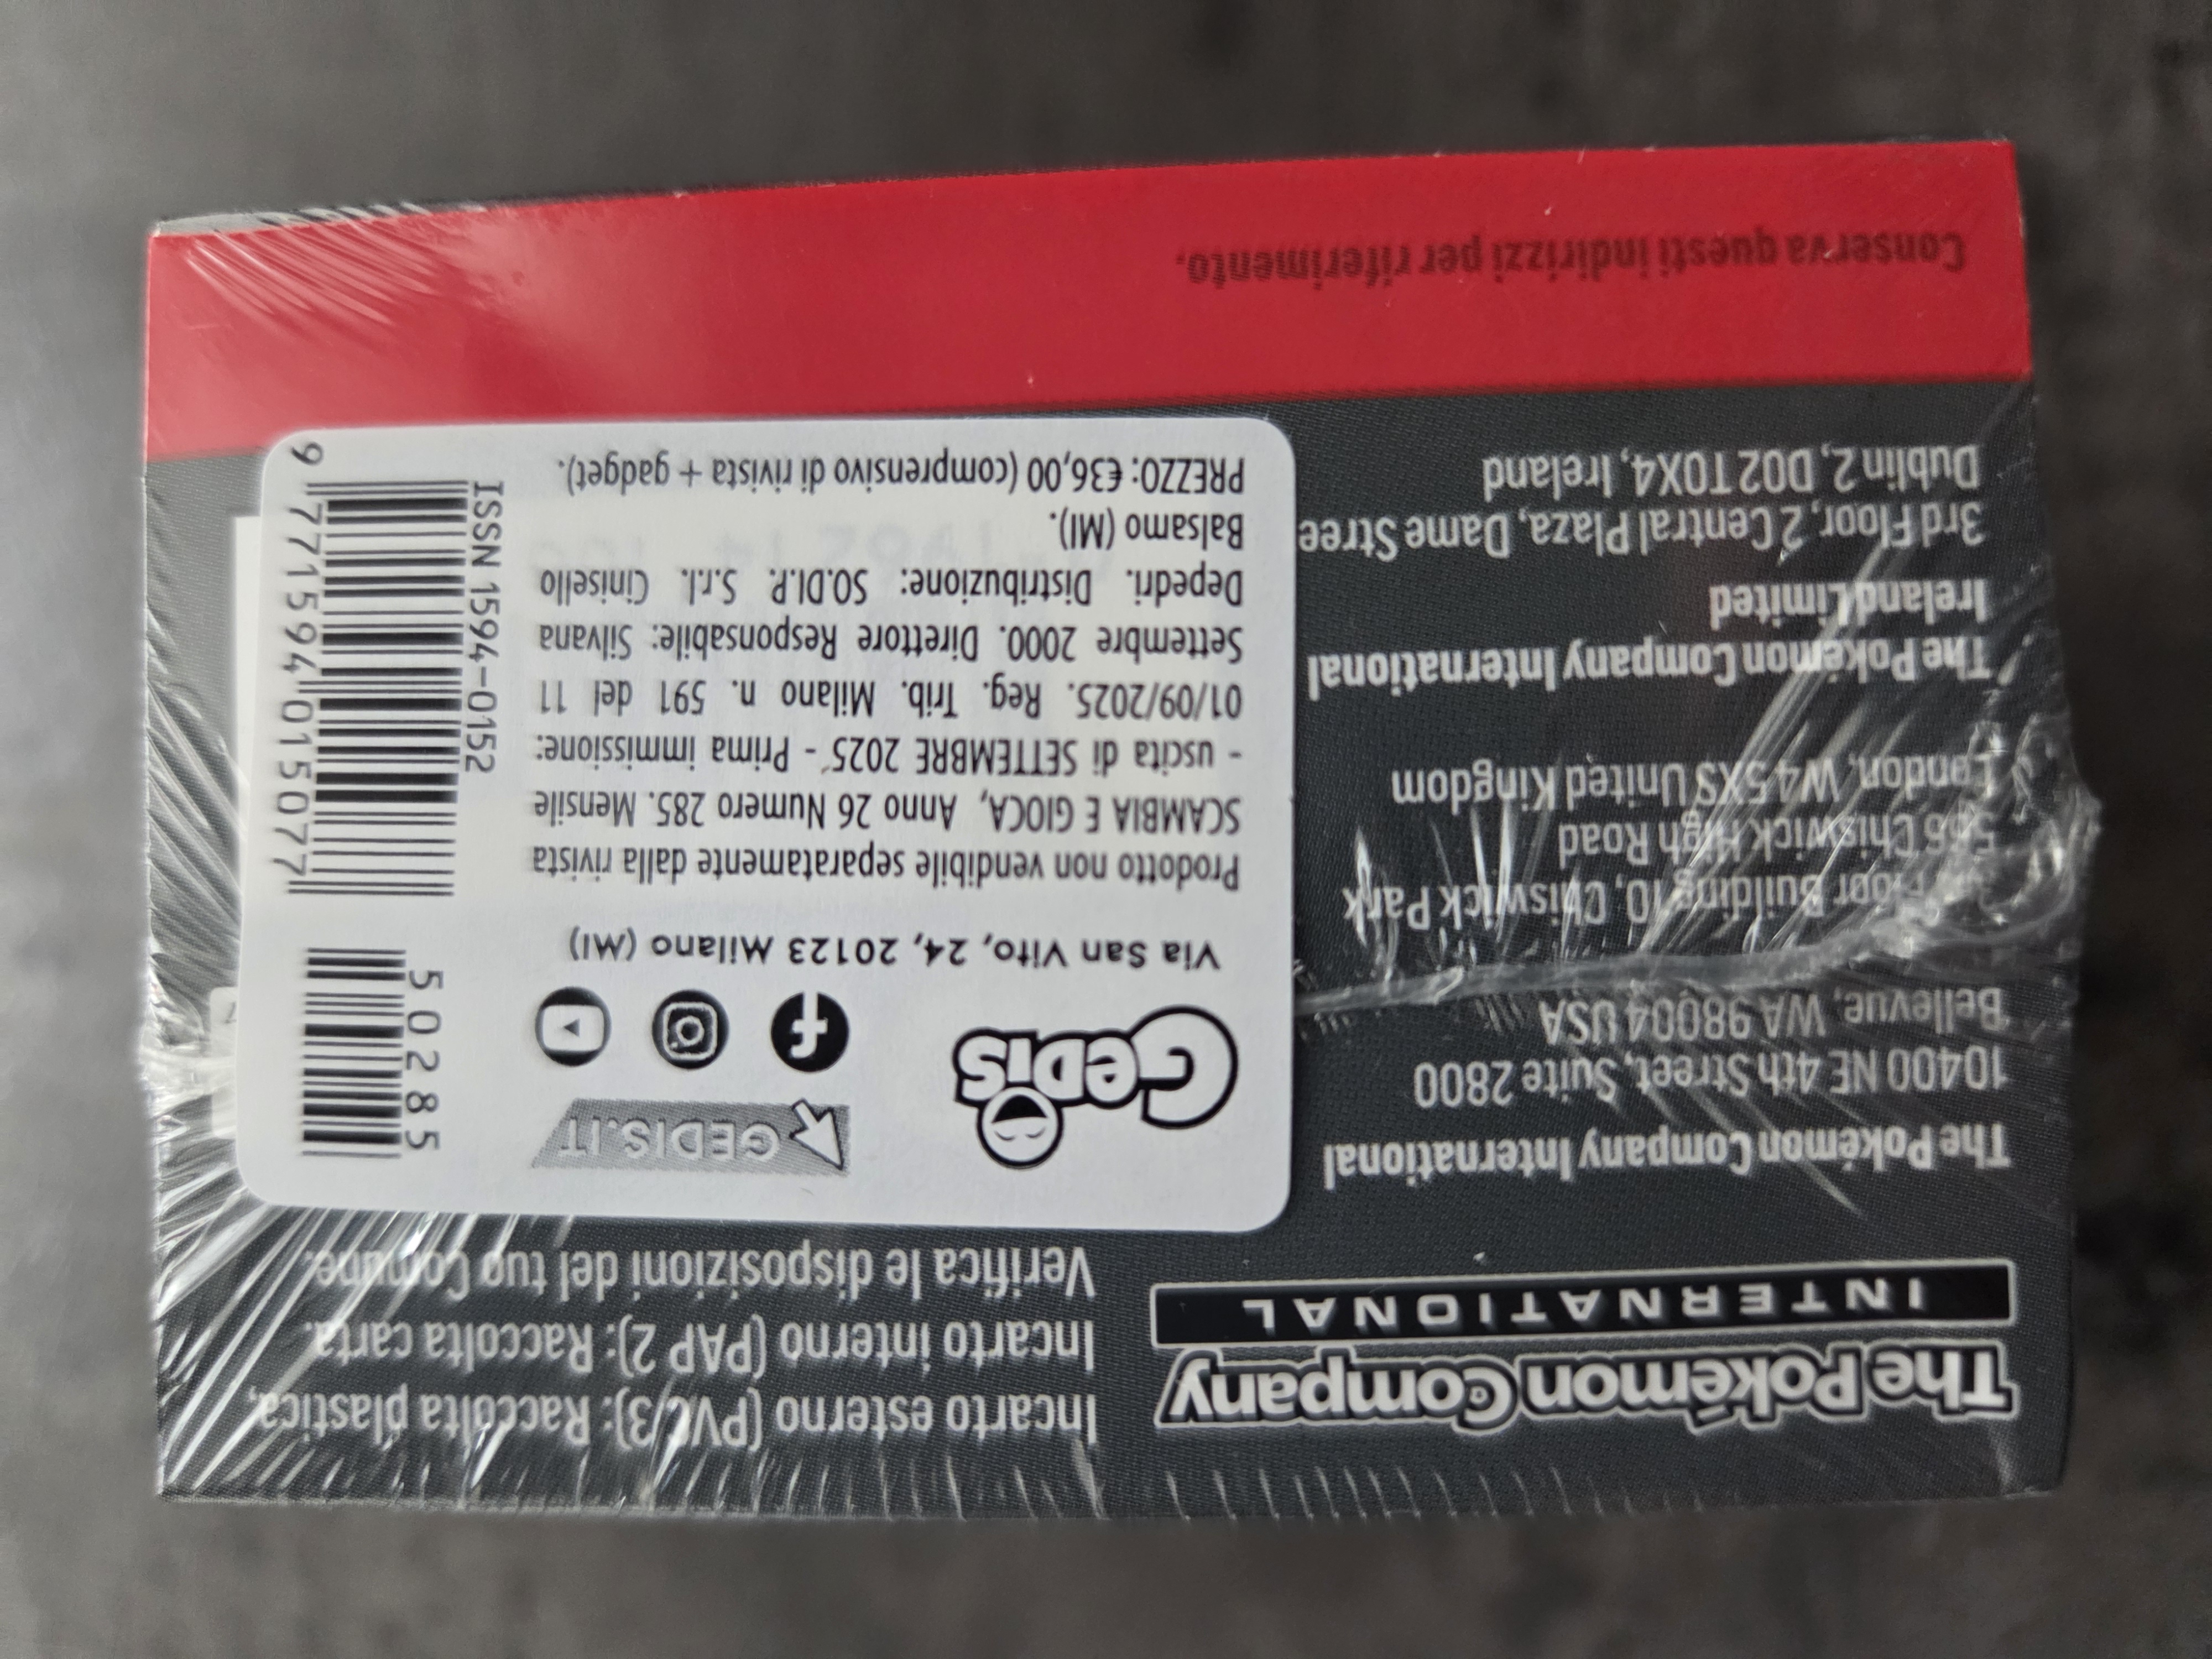 The Pokémon Company
INTERNATIONAL
The Pokémon Company International
10400 NE 4th Street, Suite 2800
Bellevue, WA 98004 USA
Floor Building 10, Chiswick Park
566 Chiswick High Road
London, W4 5XS United Kingdom
The Pokémon Company International
Ireland Limited
3rd Floor, 2 Central Plaza, Dame Stree
Dublin 2, D02 T0X4, Ireland
Conserva questi indirizzi per riferimento.
Incarto esterno (PVC 3): Raccolta plastica,
Incarto interno (PAP 2): Raccolta carta.
Verifica le disposizioni del tuo Comune.
GEDIS
GEDIS.IT
Via San Vito, 24, 20123 Milano (MI)
Prodotto non vendibile separatamente dalla rivista
SCAMBIA E GIOCA, Anno 26 Numero 285. Mensile
- uscita di SETTEMBRE 2025 - Prima immissione:
01/09/2025. Reg. Trib. Milano n. 591 del 11
Settembre 2000. Direttore Responsabile: Silvana
Depedri. Distribuzione: SO.DI.P. S.r.l. Cinisello
Balsamo (MI).
PREZZO: €36,00 (comprensivo di rivista + gadget).
50285
ISSN 1594-0152
9 771594 015077